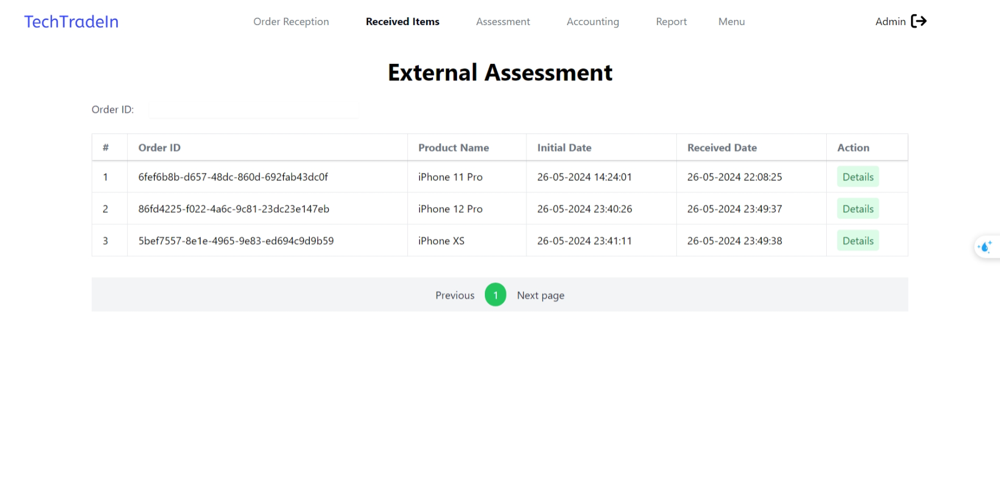 TechTradeIn Order Reception Received Items Assessment Accounting Report Menu Admin
External Assessment
Order ID:
# Order ID Product Name Initial Date Received Date Action
1 6fef6b8b-d657-48dc-860d-692fab43dc0f iPhone 11 Pro 26-05-2024 14:24:01 26-05-2024 22:08:25 Details
2 86fd4225-f022-4a6c-9c81-23dc23e147eb iPhone 12 Pro 26-05-2024 23:40:26 26-05-2024 23:49:37 Details
3 5bef7557-8e1e-4965-9e83-ed694c9d9b59 iPhone XS 26-05-2024 23:41:11 26-05-2024 23:49:38 Details
Previous 1 Next page